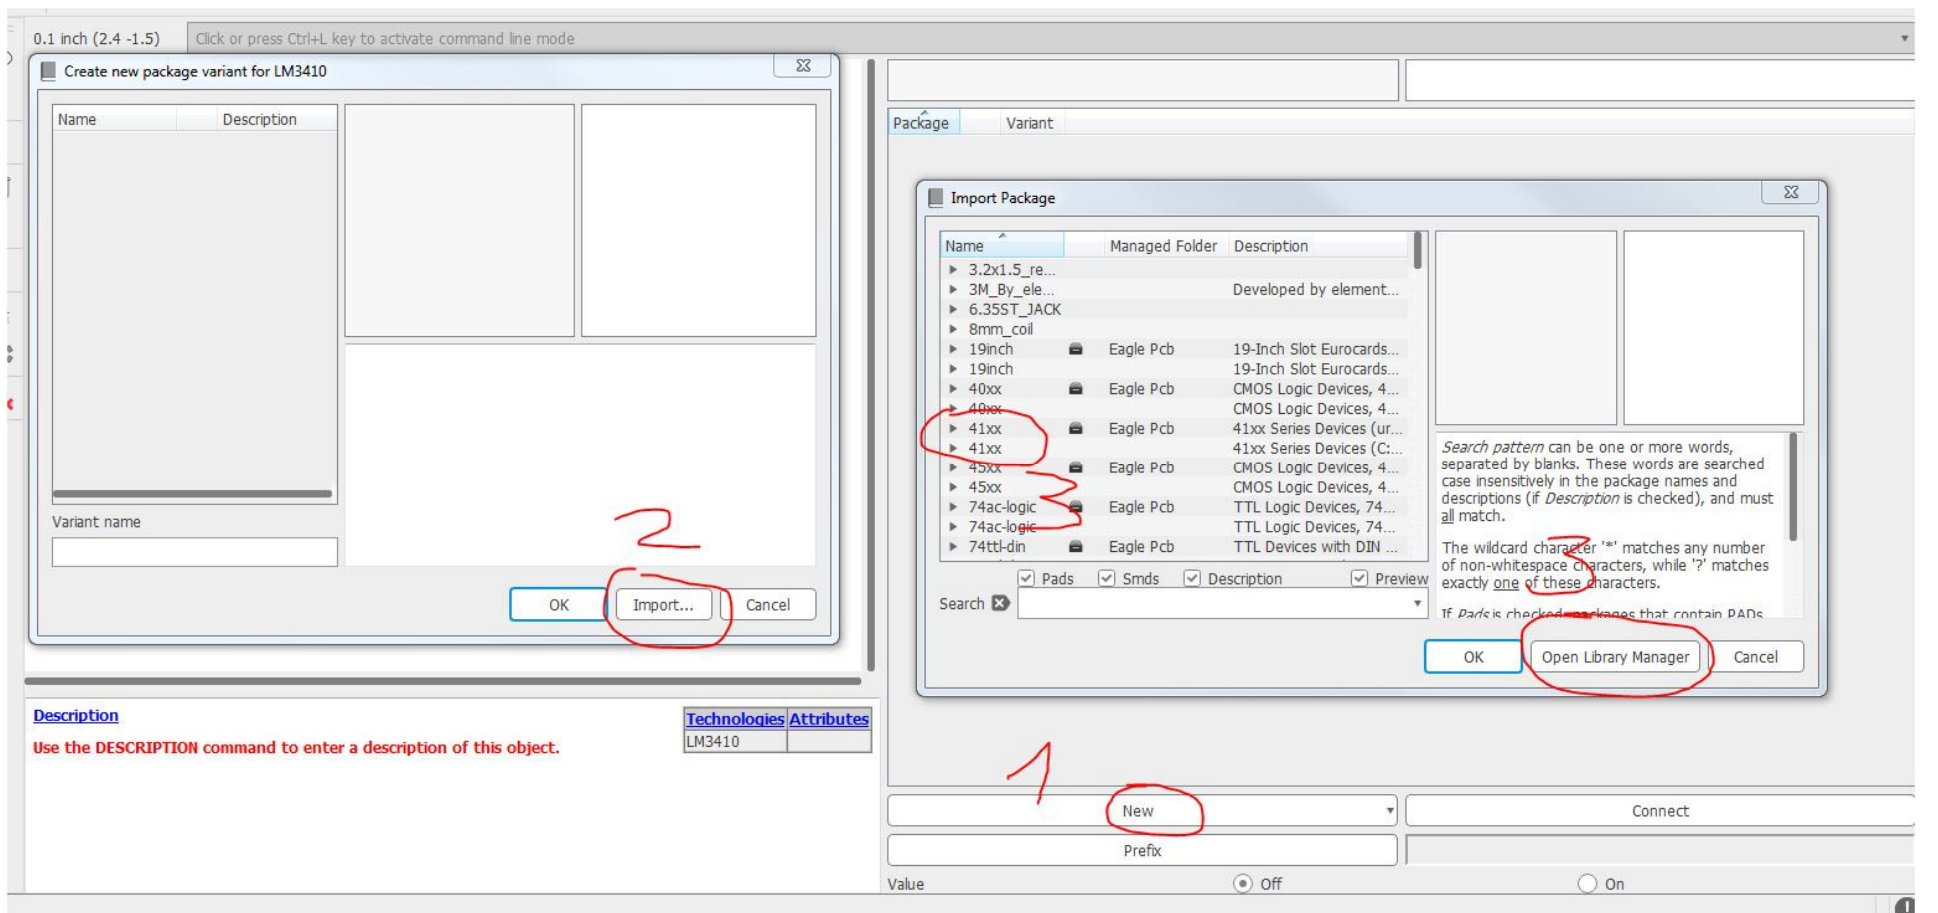 0.1 inch (2.4 -1.5)
Click or press Ctrl+L key to activate command line mode
Create new package variant for LM3410
Name Description
Variant name
2
OK Import... Cancel
Description
Use the DESCRIPTION command to enter a description of this object.
Technologies Attributes
LM3410
Package Variant
Import Package
Name Managed Folder Description
3.2x1.5_re...
3M_By_ele... Developed by element...
6.35ST_JACK
8mm_coil
19inch Eagle Pcb 19-Inch Slot Eurocards...
19inch 19-Inch Slot Eurocards...
40xx Eagle Pcb CMOS Logic Devices, 4...
40xx CMOS Logic Devices, 4...
41xx Eagle Pcb 41xx Series Devices (ur...
41xx 41xx Series Devices (C:...
45xx Eagle Pcb CMOS Logic Devices, 4...
45xx CMOS Logic Devices, 4...
74ac-logic Eagle Pcb TTL Logic Devices, 74...
74ac-logic TTL Logic Devices, 74...
74ttl-din Eagle Pcb TTL Devices with DIN ...
3
Pads Smds Description Preview
Search
Search pattern can be one or more words,
separated by blanks. These words are searched
case insensitively in the package names and
descriptions (if Description is checked), and must
all match.
The wildcard character '*' matches any number
of non-whitespace characters, while '?' matches
exactly one of these characters.
If Pads is checked, packages that contain PADs
3
OK Open Library Manager Cancel
1
New Connect
Prefix
Value Off On